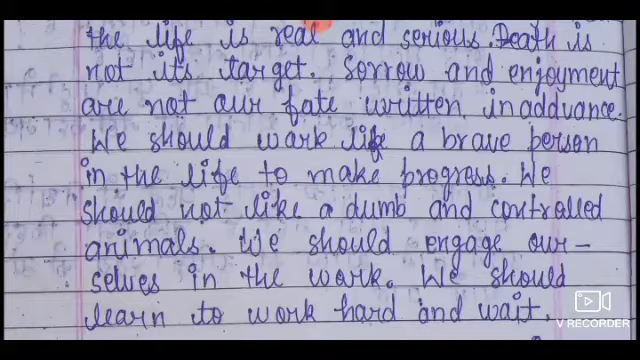 the life is real and serious. Death is
not its target. Sorrow and enjoyment
are not our fate written in addvance.
We should work like a brave person
in the life to make progress. We
should not like a dumb and controlled
animals. We should engage our-
selves in the work. We should
learn to work hard and wait.
V RECORDER